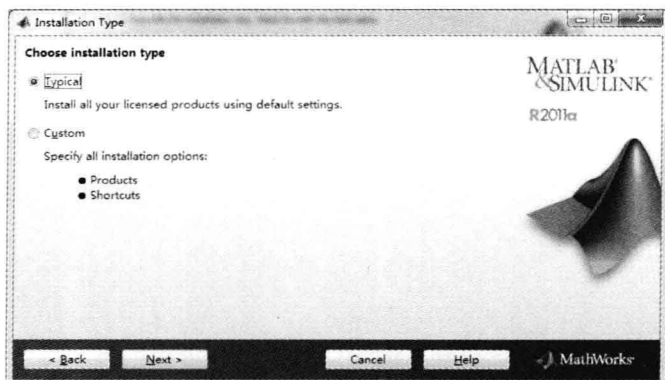 Installation Type
Choose installation type
Typical
Install all your licensed products using default settings.
Custom
Specify all installation options:
● Products
● Shortcuts
MATLAB®
&SIMULINK®
R2011a
< Back
Next >
Cancel
Help
MathWorks®